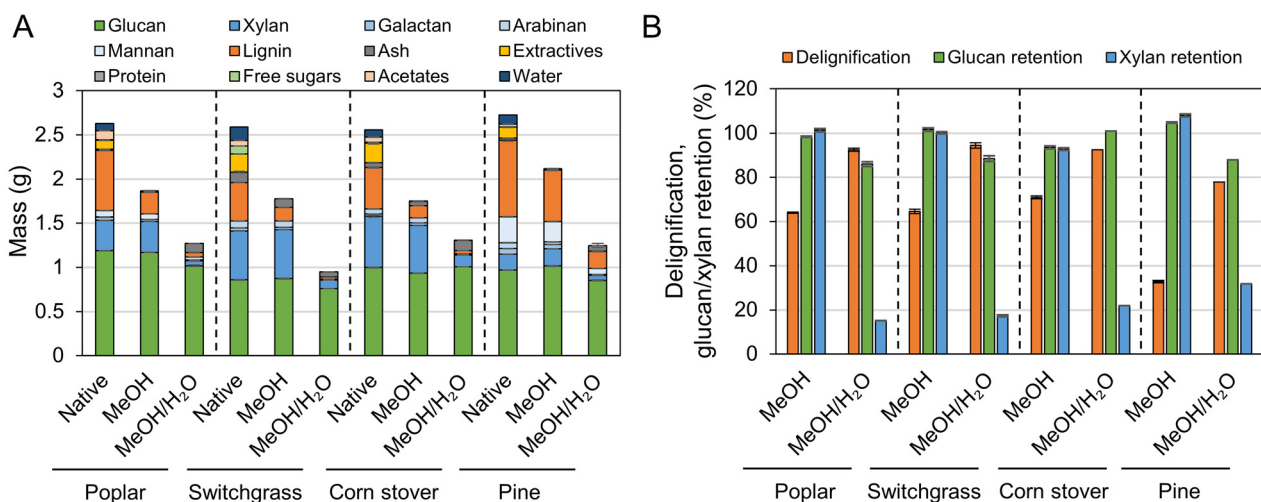 A
Glucan Xylan Galactan Arabinan
Mannan Lignin Ash Extractives
Protein Free sugars Acetates Water
Mass (g)
3
2.5
2
1.5
1
0.5
0
Native MeOH MeOH/H₂O Native MeOH MeOH/H₂O Native MeOH MeOH/H₂O Native MeOH MeOH/H₂O
Poplar Switchgrass Corn stover Pine
B
Delignification Glucan retention Xylan retention
Delignification,
glucan/xylan retention (%)
120
100
80
60
40
20
0
MeOH MeOH/H₂O MeOH MeOH/H₂O MeOH MeOH/H₂O MeOH MeOH/H₂O
Poplar Switchgrass Corn stover Pine